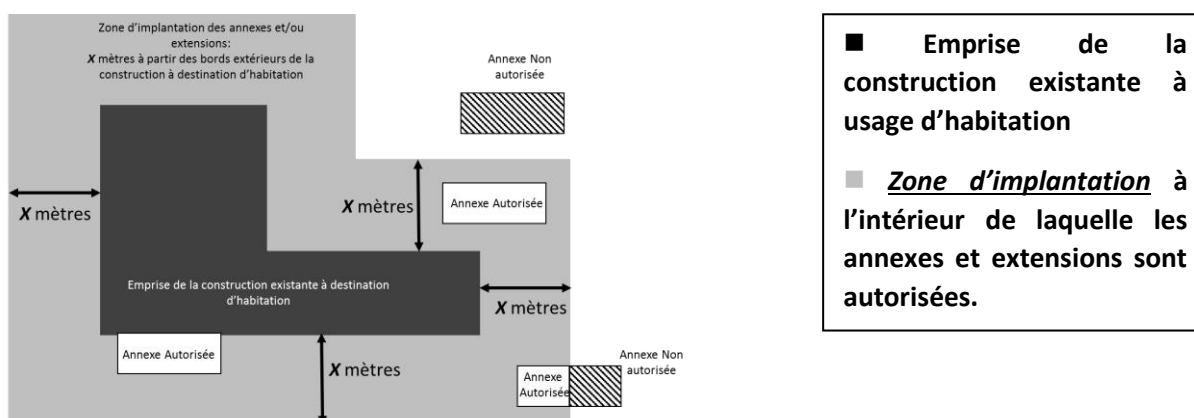 Zone d’implantation des annexes et/ou
extensions:
X mètres à partir des bords extérieurs de la
construction à destination d’habitation
Annexe Non
autorisée
X mètres
X mètres
Annexe Autorisée
Emprise de la construction existante à destination
d’habitation
X mètres
Annexe Autorisée
X mètres
Annexe
Autorisée
Annexe Non
autorisée
Emprise de la
construction existante à
usage d’habitation
Zone d’implantation à
l’intérieur de laquelle les
annexes et extensions sont
autorisées.